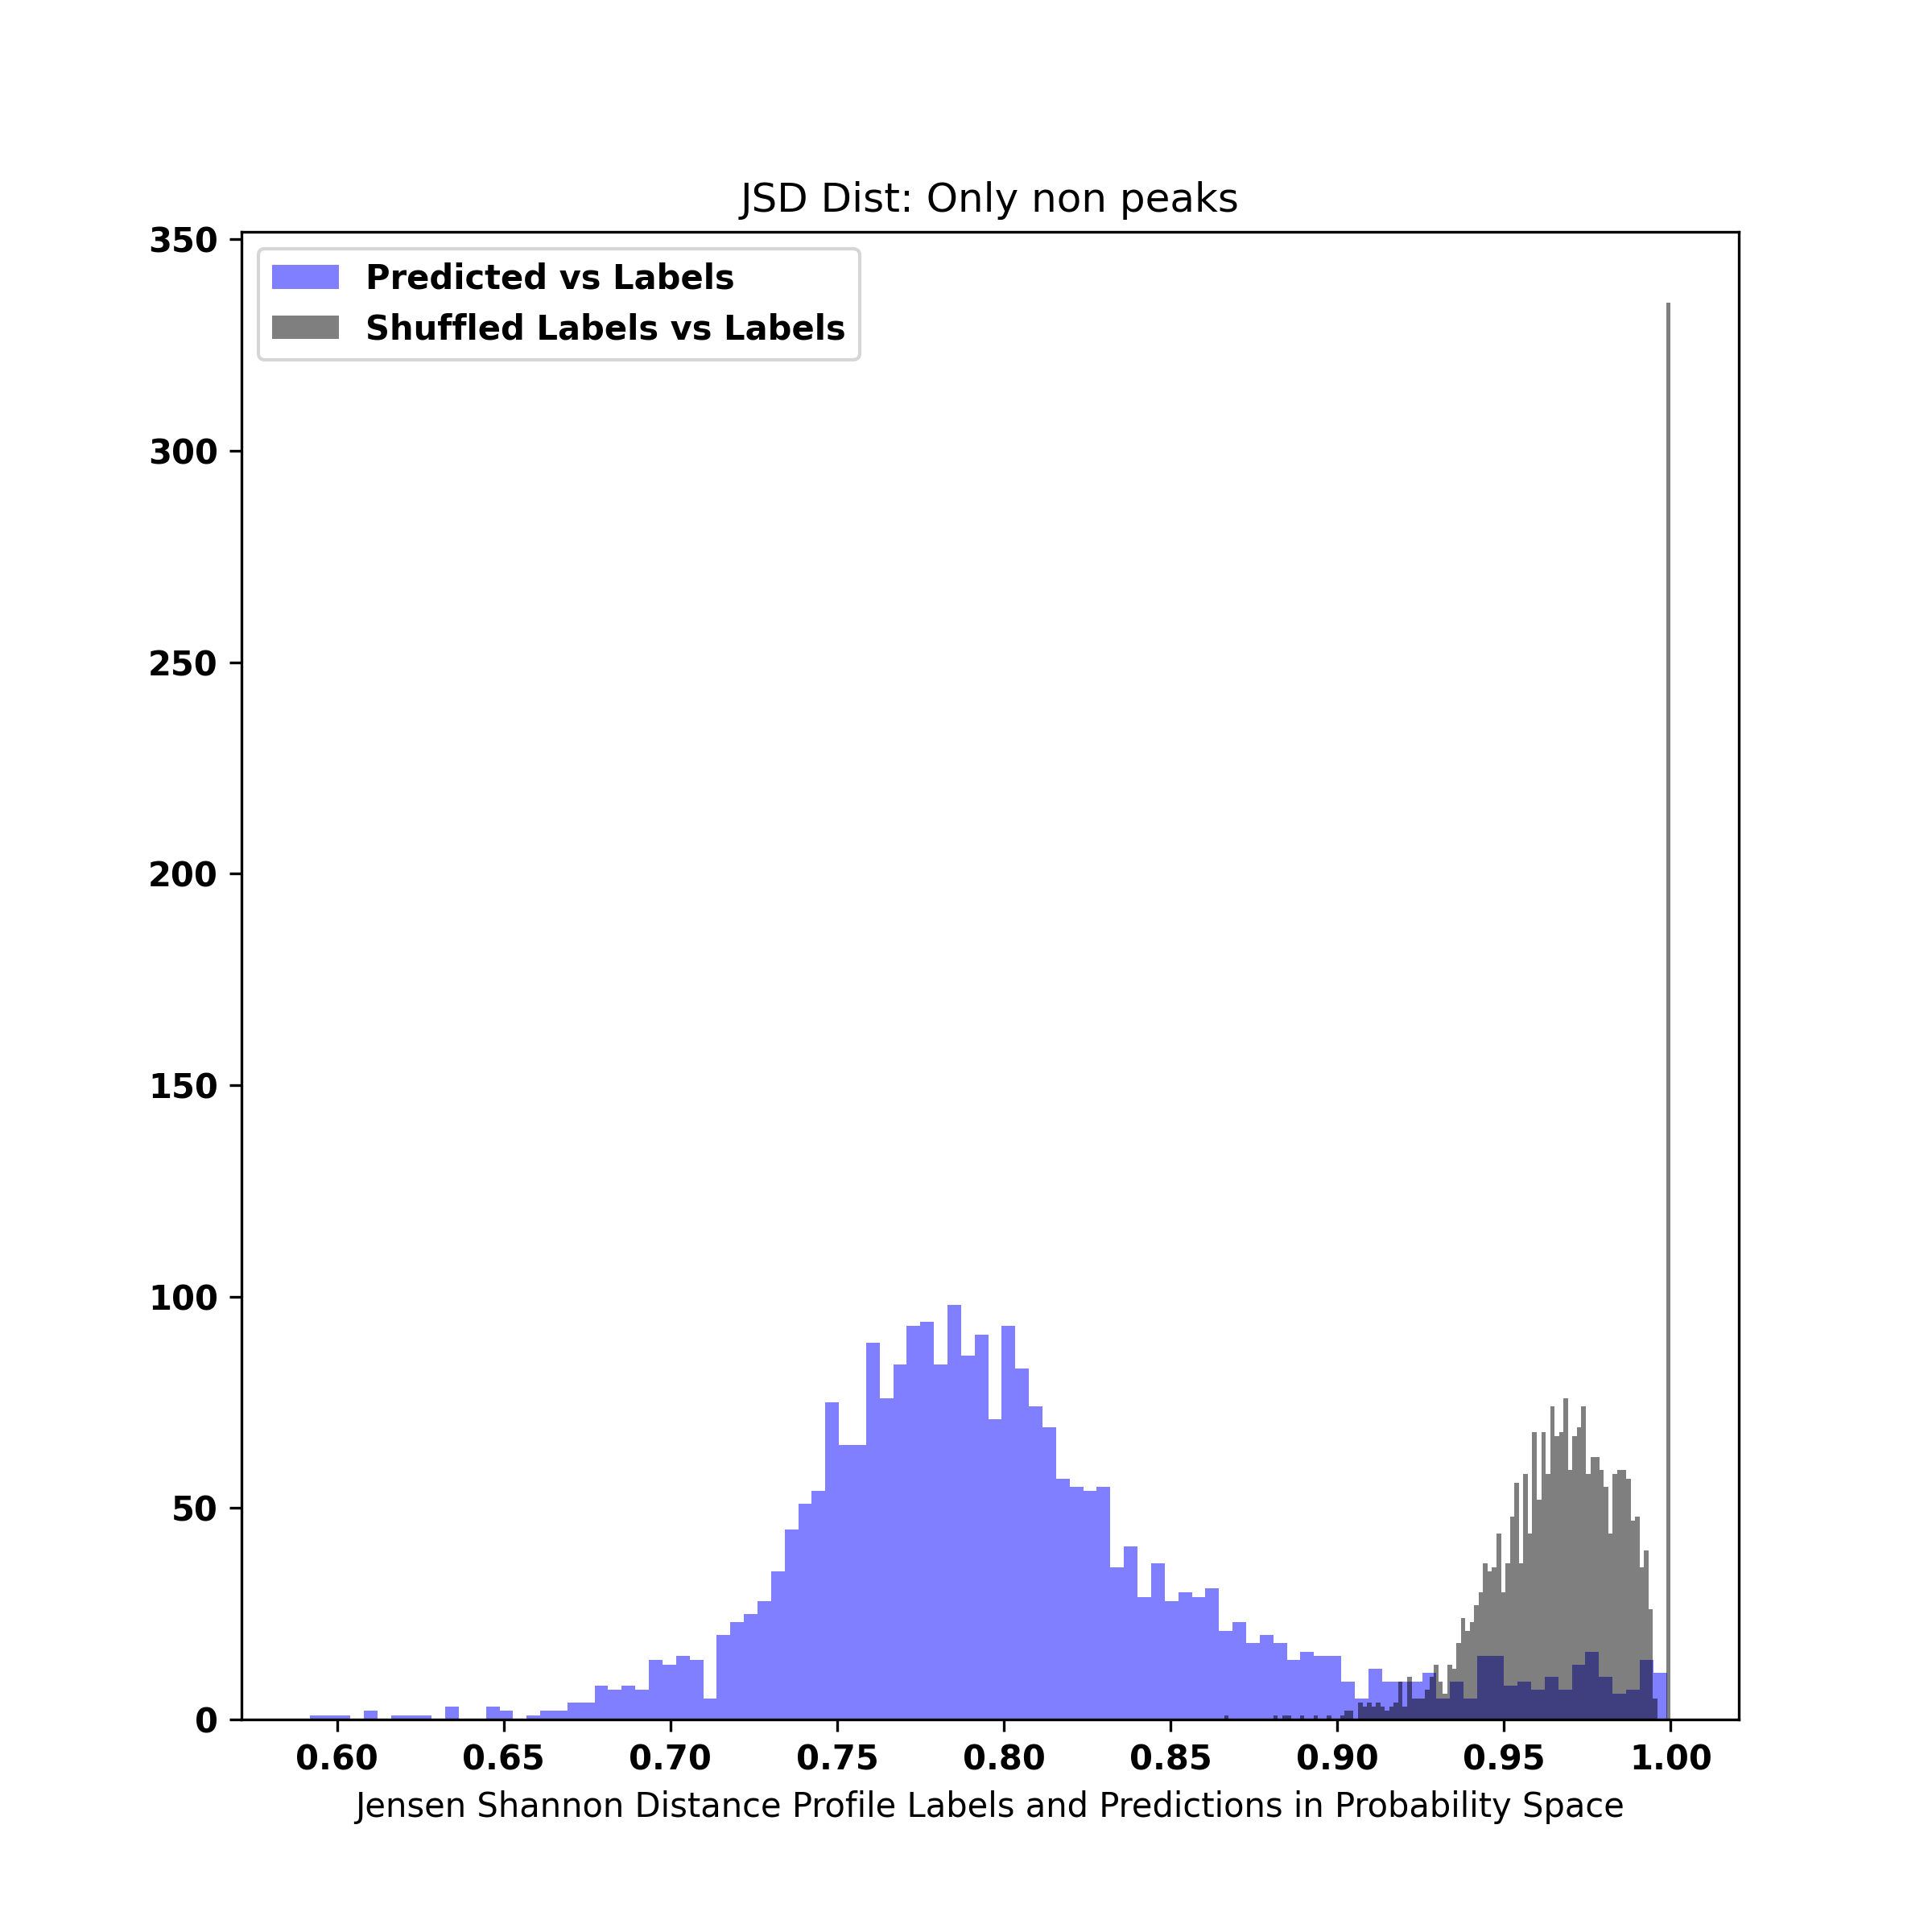 JSD Dist: Only non peaks
Predicted vs Labels
Shuffled Labels vs Labels
350
300
250
200
150
100
50
0
0.60 0.65 0.70 0.75 0.80 0.85 0.90 0.95 1.00
Jensen Shannon Distance Profile Labels and Predictions in Probability Space